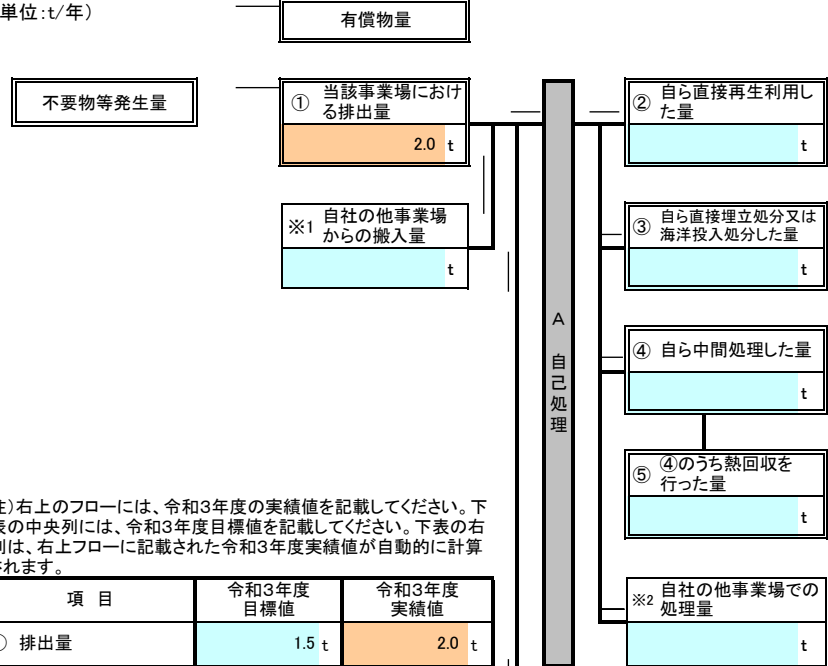 単位:t/年)
有償物量
不要物等発生量
① 当該事業場におけ
る排出量
2.0 t
※1 自社の他事業場
からの搬入量
t
A
自己処理
② 自ら直接再生利用し
た量
t
③ 自ら直接埋立処分又は
海洋投入処分した量
t
④ 自ら中間処理した量
t
⑤ ④のうち熱回収を
行った量
t
※2 自社の他事業場での
処理量
t
)右上のフローには、令和3年度の実績値を記載してください。下
表の中央列には、令和3年度目標値を記載してください。下表の右
列は、右上フローに記載された令和3年度実績値が自動的に計算
されます。
項 目
令和3年度
目標値
令和3年度
実績値
排出量
1.5 t
2.0 t